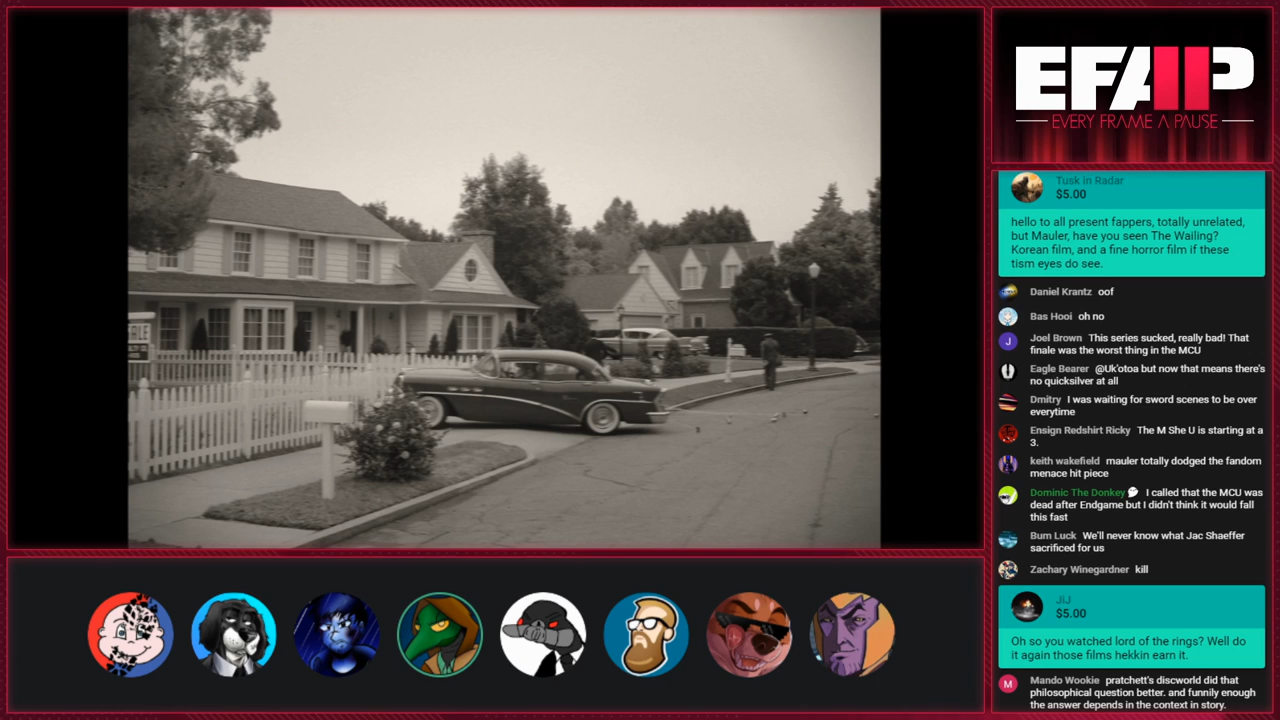 ALE
EFAP
EVERY FRAME A PAUSE
Tusk in Radar
$5.00
hello to all present fappers, totally unrelated,
but Mauler, have you seen The Wailing?
Korean film, and a fine horror film if these
tism eyes do see.
Daniel Krantz oof
Bas Hooi oh no
J
Joel Brown This series sucked, really bad! That
finale was the worst thing in the MCU
Eagle Bearer @Uk'otoa but now that means there's
no quicksilver at all
Dmitry I was waiting for sword scenes to be over
everytime
Ensign Redshirt Ricky The M She U is starting at a
3.
keith wakefield mauler totally dodged the fandom
menace hit piece
Dominic The Donkey I called that the MCU was
dead after Endgame but I didn't think it would fall
this fast
Bum Luck We'll never know what Jac Shaeffer
sacrificed for us
Zachary Winegardner kill
JiJ
$5.00
Oh so you watched lord of the rings? Well do
it again those films hekkin earn it.
M
Mando Wookie pratchett's discworld did that
philosophical question better. and funnily enough
the answer depends in the context in story.